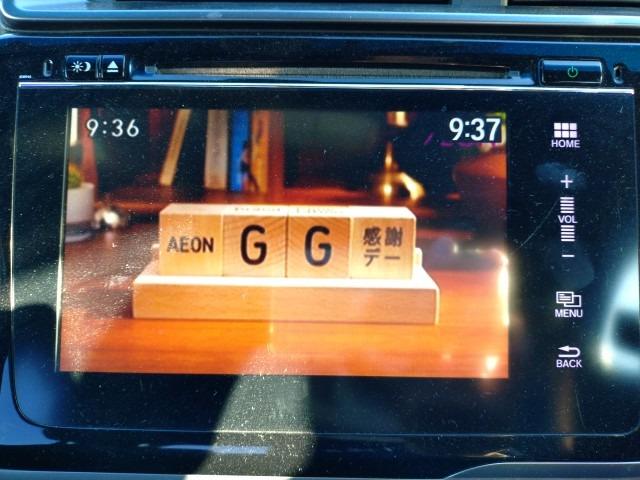 9:36
9:37
AEON G G 感謝デー
HOME
+
VOL
−
MENU
BACK